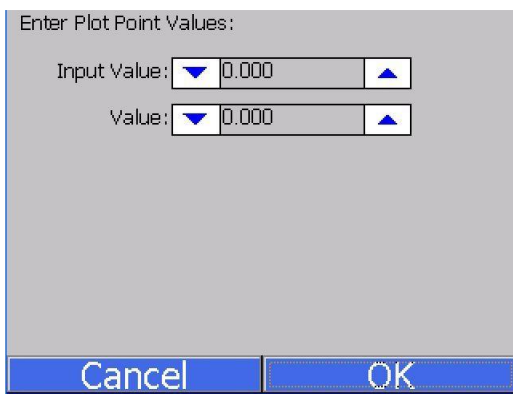 Enter Plot Point Values:
Input Value: 0.000
Value: 0.000
Cancel OK